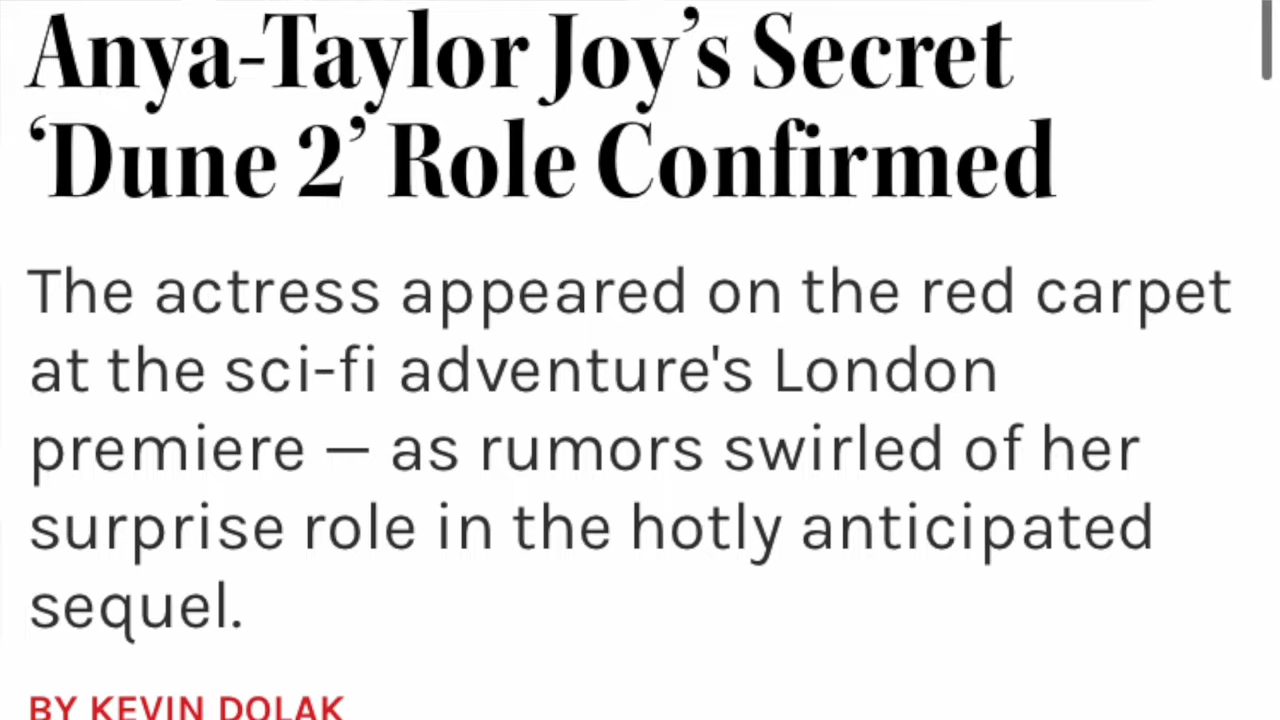 Anya-Taylor Joy’s Secret
‘Dune 2’ Role Confirmed
The actress appeared on the red carpet
at the sci-fi adventure's London
premiere — as rumors swirled of her
surprise role in the hotly anticipated
sequel.
BY KEVIN DOLAK